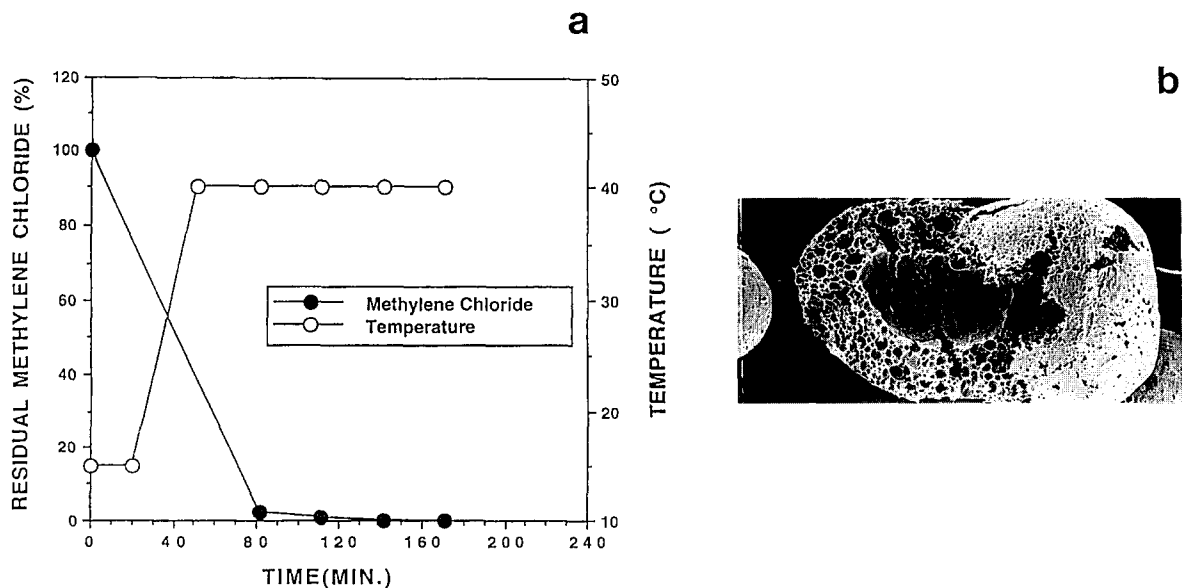 a
b
120
100
80
60
40
20
0
RESIDUAL METHYLENE CHLORIDE (%)
Methylene Chloride
Temperature
50
40
30
20
10
TEMPERATURE ( °C)
0 40 80 120 160 200 240
TIME(MIN.)